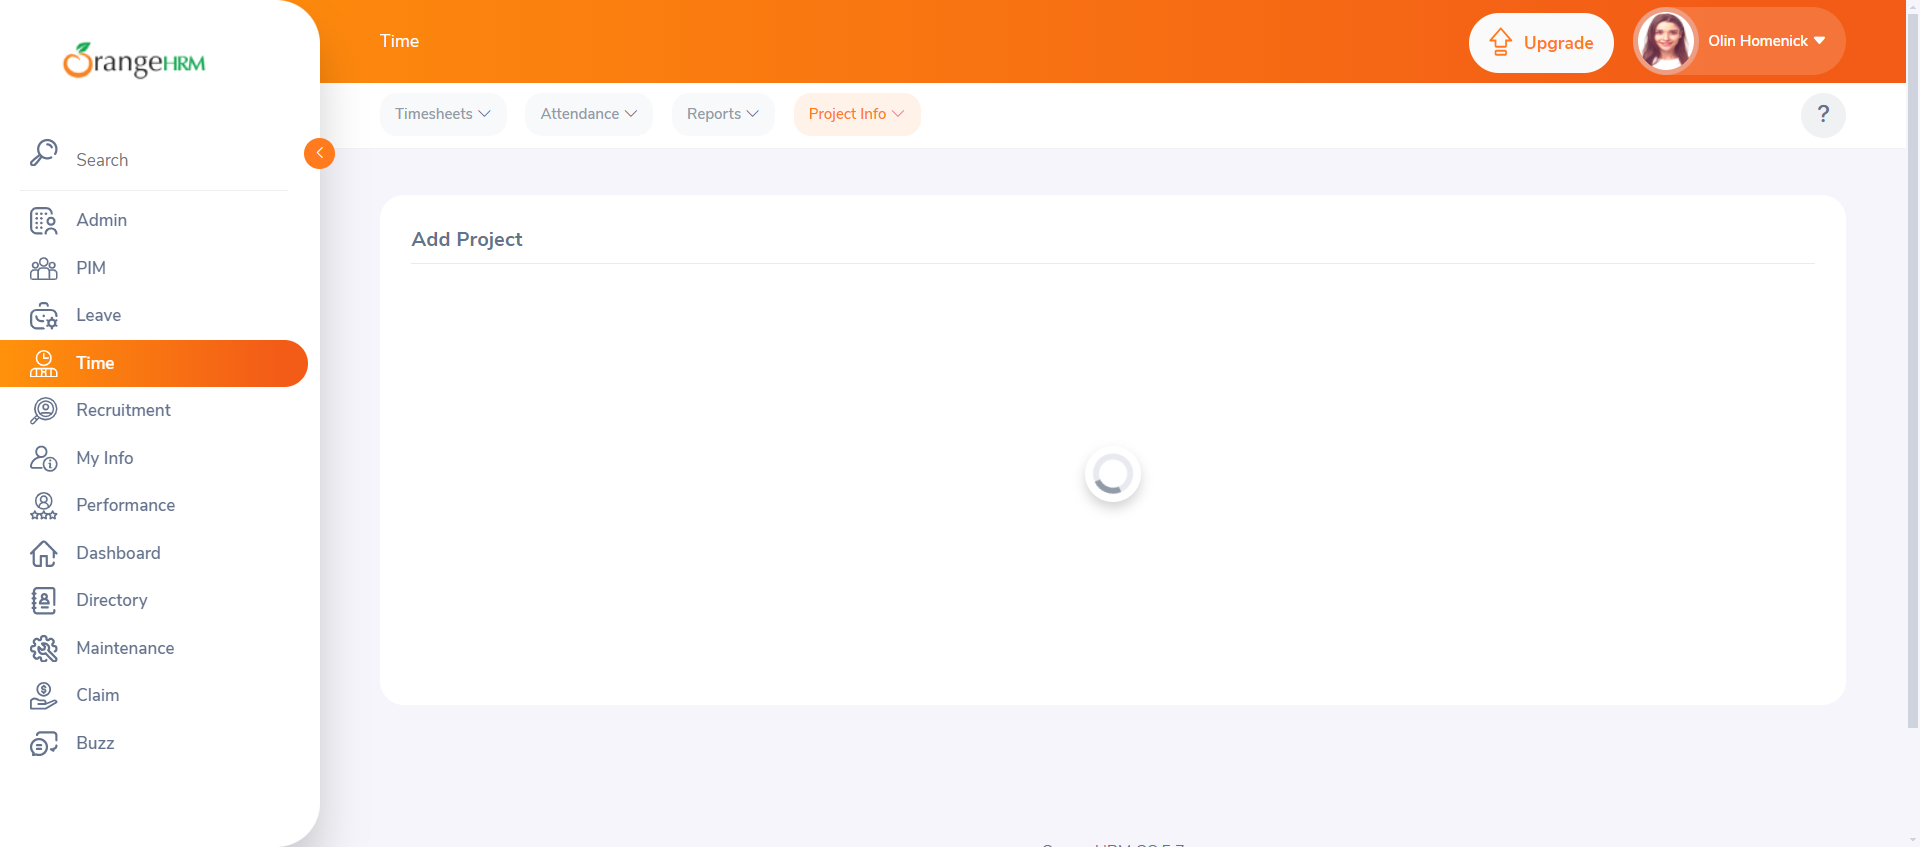 OrangeHRM
Time
Upgrade
Olin Homenick
Timesheets
Attendance
Reports
Project Info
?
Search
Admin
PIM
Leave
Time
Recruitment
My Info
Performance
Dashboard
Directory
Maintenance
Claim
Buzz
Add Project